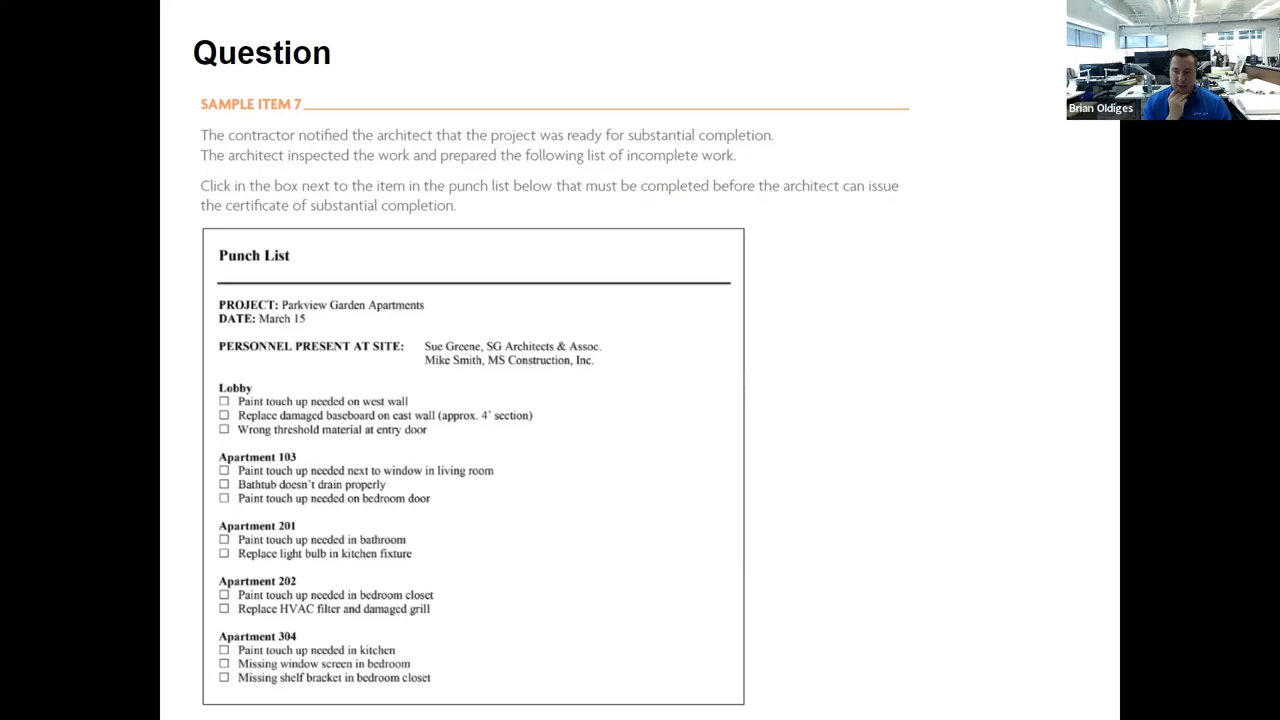 Question
Brian Oldiges
SAMPLE ITEM 7
The contractor notified the architect that the project was ready for substantial completion.
The architect inspected the work and prepared the following list of incomplete work.
Click in the box next to the item in the punch list below that must be completed before the architect can issue
the certificate of substantial completion.
Punch List
PROJECT: Parkview Garden Apartments
DATE: March 15
PERSONNEL PRESENT AT SITE: Sue Greene, SG Architects & Assoc.
Mike Smith, MS Construction, Inc.
Lobby
☐ Paint touch up needed on west wall
☐ Replace damaged baseboard on east wall (approx. 4' section)
☐ Wrong threshold material at entry door
Apartment 103
☐ Paint touch up needed next to window in living room
☐ Bathtub doesn't drain properly
☐ Paint touch up needed on bedroom door
Apartment 201
☐ Paint touch up needed in bathroom
☐ Replace light bulb in kitchen fixture
Apartment 202
☐ Paint touch up needed in bedroom closet
☐ Replace HVAC filter and damaged grill
Apartment 304
☐ Paint touch up needed in kitchen
☐ Missing window screen in bedroom
☐ Missing shelf bracket in bedroom closet